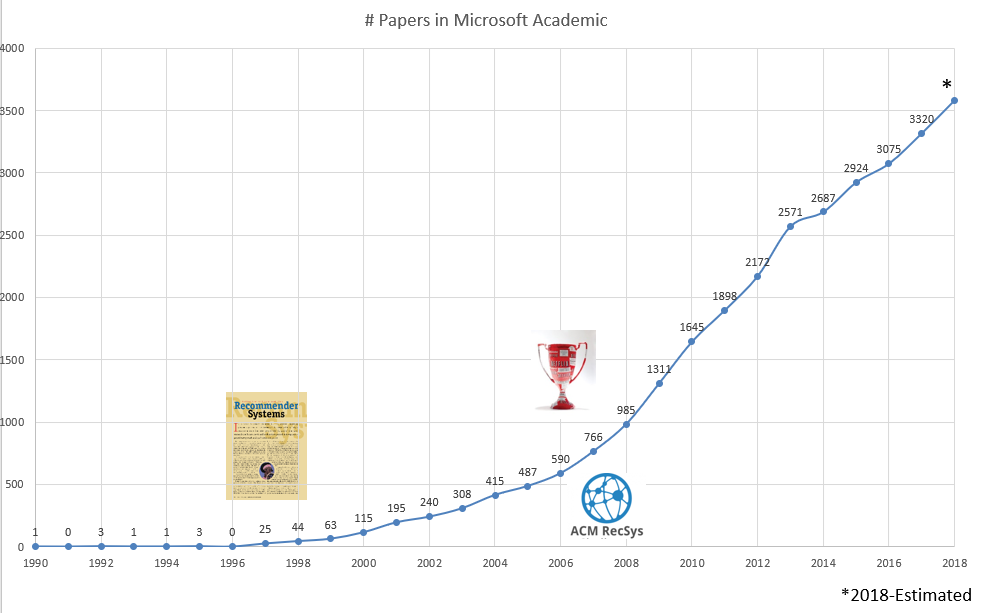 # Papers in Microsoft Academic
4000
3500
3000
2500
2000
1500
1000
500
0
*
1 0 3 1 1 3 0 25 44 63 115 195 240 308 415 487 590 766 985 1311 1645 1898 2172 2571 2687 2924 3075 3320
Recommender
Systems
ACM RecSys
1990 1992 1994 1996 1998 2000 2002 2004 2006 2008 2010 2012 2014 2016 2018
*2018-Estimated